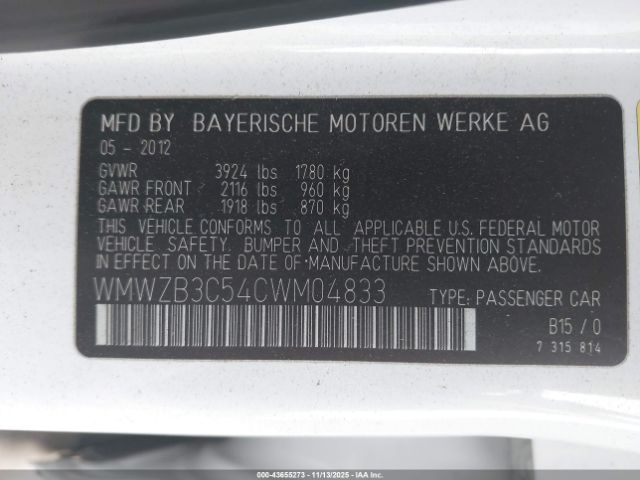 MFD BY BAYERISCHE MOTOREN WERKE AG
05 - 2012
GVWR 3924 lbs 1780 kg
GAWR FRONT 2116 lbs 960 kg
GAWR REAR 1918 lbs 870 kg
THIS VEHICLE CONFORMS TO ALL APPLICABLE U.S. FEDERAL MOTOR
VEHICLE SAFETY, BUMPER AND THEFT PREVENTION STANDARDS
IN EFFECT ON THE DATE OF MANUFACTURE SHOWN ABOVE.
WMWZB3C54CWM04833 TYPE: PASSENGER CAR
B15 / 0
7 315 814
000-43655273 - 11/13/2025 - IAAI.COM